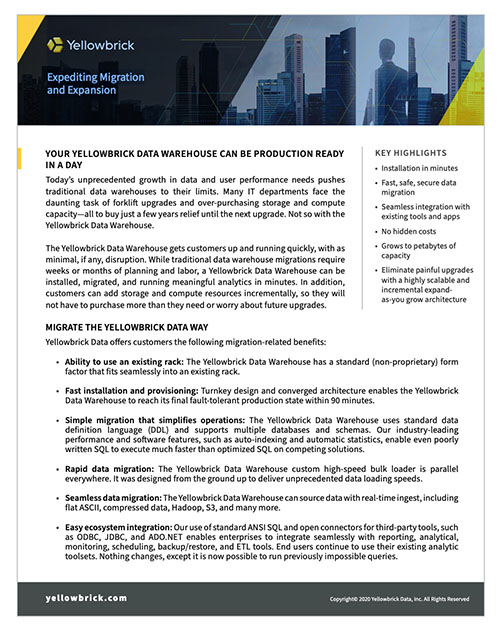 Yellowbrick
Expediting Migration
and Expansion
YOUR YELLOWBRICK DATA WAREHOUSE CAN BE PRODUCTION READY
IN A DAY
Today's unprecedented growth in data and user performance needs pushes
traditional data warehouses to their limits. Many IT departments face the
daunting task of forklift upgrades and over-purchasing storage and compute
capacity—all to buy just a few years relief until the next upgrade. Not so with the
Yellowbrick Data Warehouse.
The Yellowbrick Data Warehouse gets customers up and running quickly, with as
minimal, if any, disruption. While traditional data warehouse migrations require
weeks or months of planning and labor, a Yellowbrick Data Warehouse can be
installed, migrated, and running meaningful analytics in minutes. In addition,
customers can add storage and compute resources incrementally, so they will
not have to purchase more than they need or worry about future upgrades.
KEY HIGHLIGHTS
• Installation in minutes
• Fast, safe, secure data
migration
• Seamless integration with
existing tools and apps
• No hidden costs
• Grows to petabytes of
capacity
• Eliminate painful upgrades
with a highly scalable and
incremental expand-
as-you grow architecture
MIGRATE THE YELLOWBRICK DATA WAY
Yellowbrick Data offers customers the following migration-related benefits:
• Ability to use an existing rack: The Yellowbrick Data Warehouse has a standard (non-proprietary) form
factor that fits seamlessly into an existing rack.
• Fast installation and provisioning: Turnkey design and converged architecture enables the Yellowbrick
Data Warehouse to reach its final fault-tolerant production state within 90 minutes.
• Simple migration that simplifies operations: The Yellowbrick Data Warehouse uses standard data
definition language (DDL) and supports multiple databases and schemas. Our industry-leading
performance and software features, such as auto-indexing and automatic statistics, enable even poorly
written SQL to execute much faster than optimized SQL on competing solutions.
• Rapid data migration: The Yellowbrick Data Warehouse custom high-speed bulk loader is parallel
everywhere. It was designed from the ground up to deliver unprecedented data loading speeds.
• Seamless data migration: The Yellowbrick Data Warehouse can source data with real-time ingest, including
flat ASCII, compressed data, Hadoop, S3, and many more.
• Easy ecosystem integration: Our use of standard ANSI SQL and open connectors for third-party tools, such
as ODBC, JDBC, and ADO.NET enables enterprises to integrate seamlessly with reporting, analytical,
monitoring, scheduling, backup/restore, and ETL tools. End users continue to use their existing analytic
toolsets. Nothing changes, except it is now possible to run previously impossible queries.
yellowbrick.com
Copyright© 2020 Yellowbrick Data, Inc. All Rights Reserved